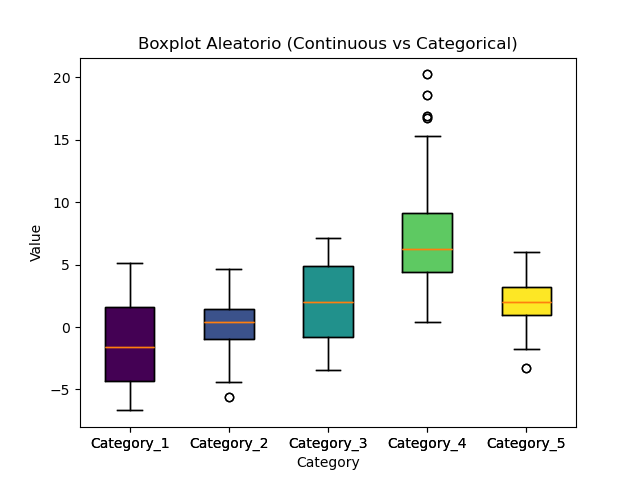 Boxplot Aleatorio (Continuous vs Categorical)
20
15
10
5
0
−5
Value
Category_1 Category_2 Category_3 Category_4 Category_5
Category